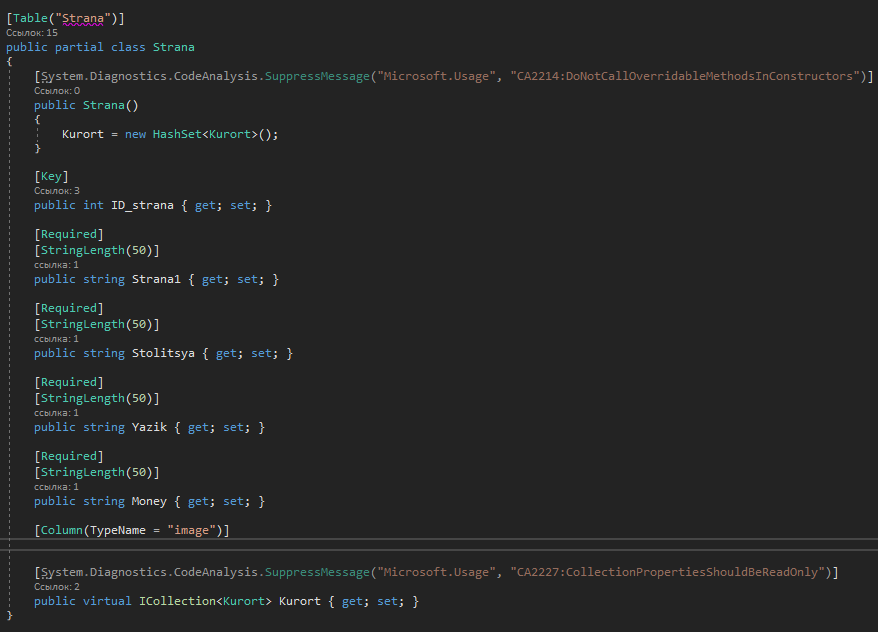 [Table("Strana")]
Ссылок: 15
public partial class Strana
{
[System.Diagnostics.CodeAnalysis.SuppressMessage("Microsoft.Usage", "CA2214:DoNotCallOverridableMethodsInConstructors")]
Ссылок: 0
public Strana()
{
Kurort = new HashSet<Kurort>();
}
[Key]
Ссылок: 3
public int ID_strana { get; set; }
[Required]
[StringLength(50)]
ссылка: 1
public string Strana1 { get; set; }
[Required]
[StringLength(50)]
ссылка: 1
public string Stolitsya { get; set; }
[Required]
[StringLength(50)]
ссылка: 1
public string Yazik { get; set; }
[Required]
[StringLength(50)]
ссылка: 1
public string Money { get; set; }
[Column(TypeName = "image")]
[System.Diagnostics.CodeAnalysis.SuppressMessage("Microsoft.Usage", "CA2227:CollectionPropertiesShouldBeReadOnly")]
Ссылок: 2
public virtual ICollection<Kurort> Kurort { get; set; }
}